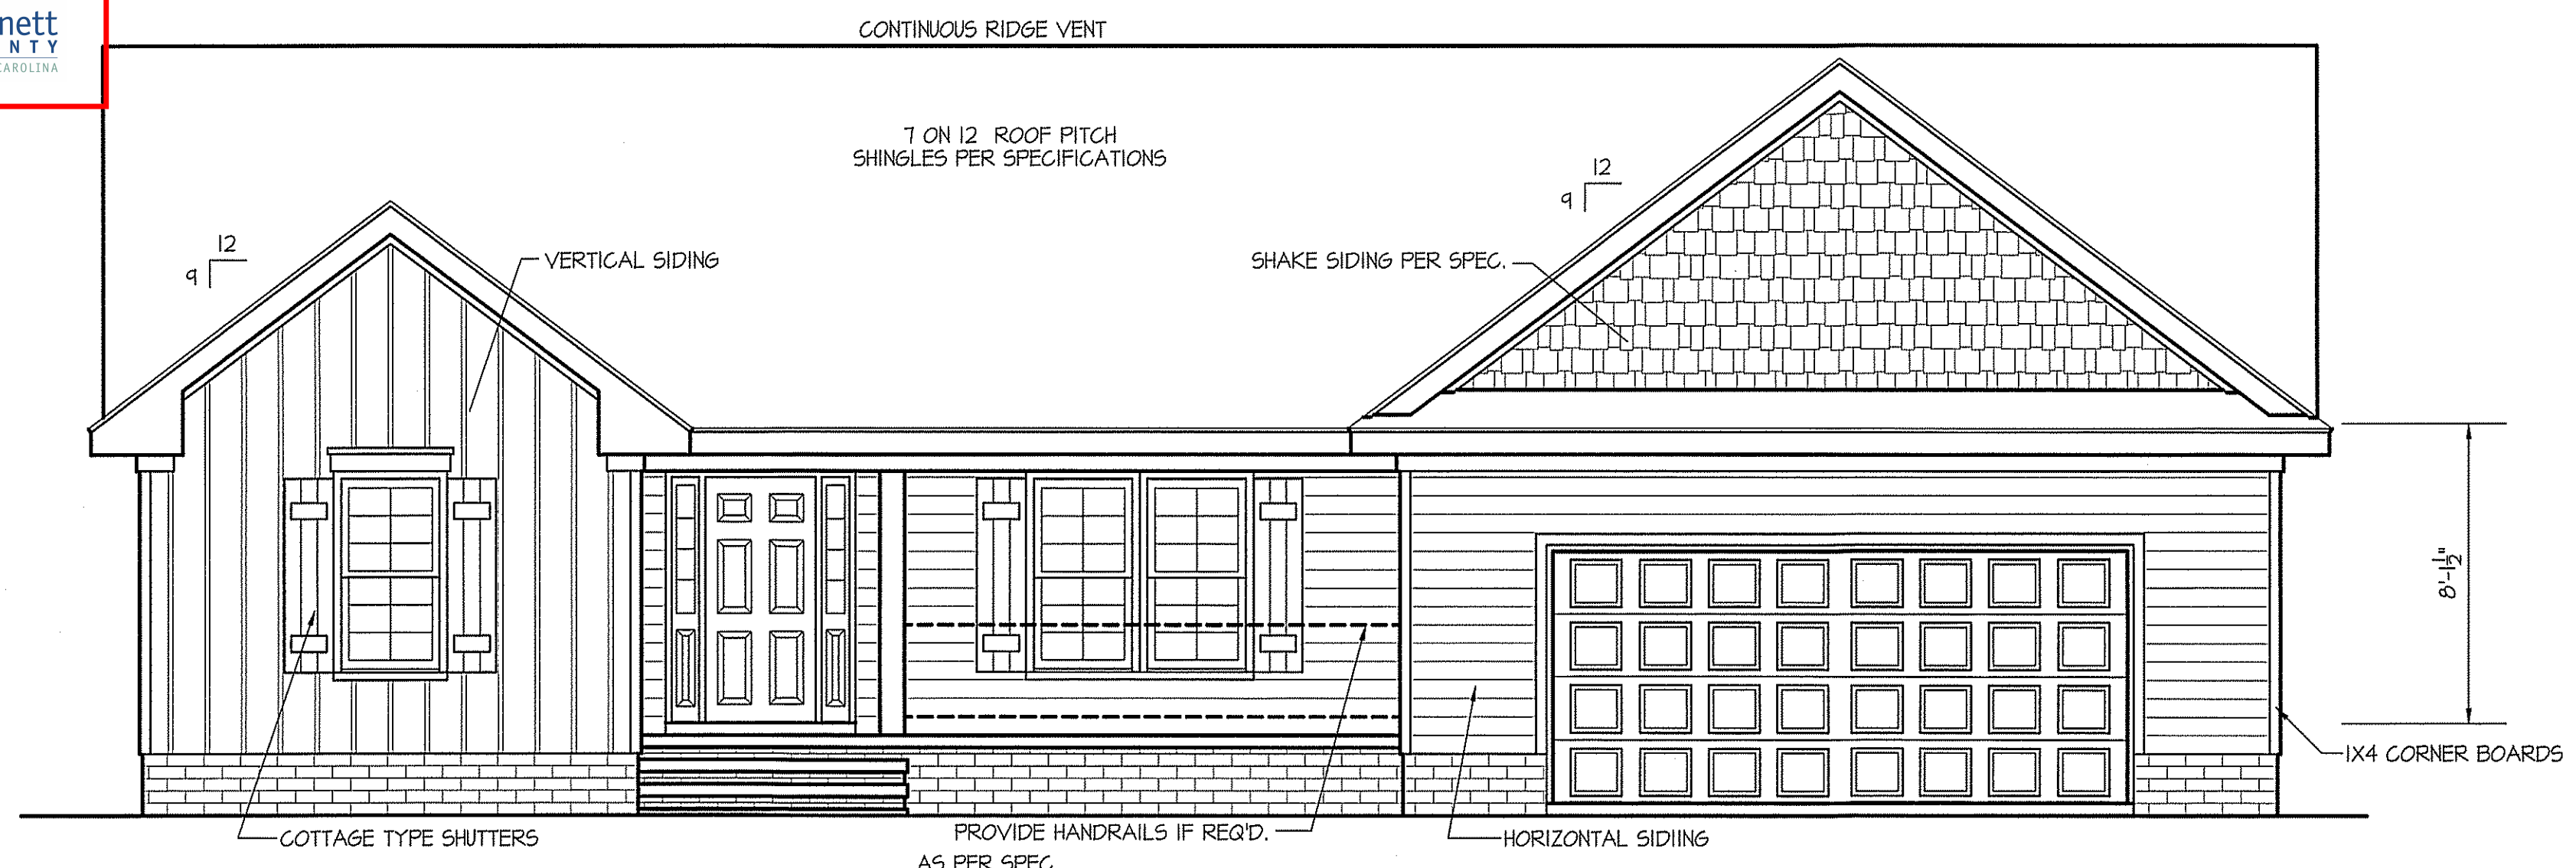 nett
NTY
CAROLINA
CONTINUOUS RIDGE VENT
7 ON 12 ROOF PITCH
SHINGLES PER SPECIFICATIONS
12
9
12
9
VERTICAL SIDING
SHAKE SIDING PER SPEC.
8'-1 1/2"
1X4 CORNER BOARDS
COTTAGE TYPE SHUTTERS
PROVIDE HANDRAILS IF REQ'D.
HORIZONTAL SIDIING
AS PER SPEC